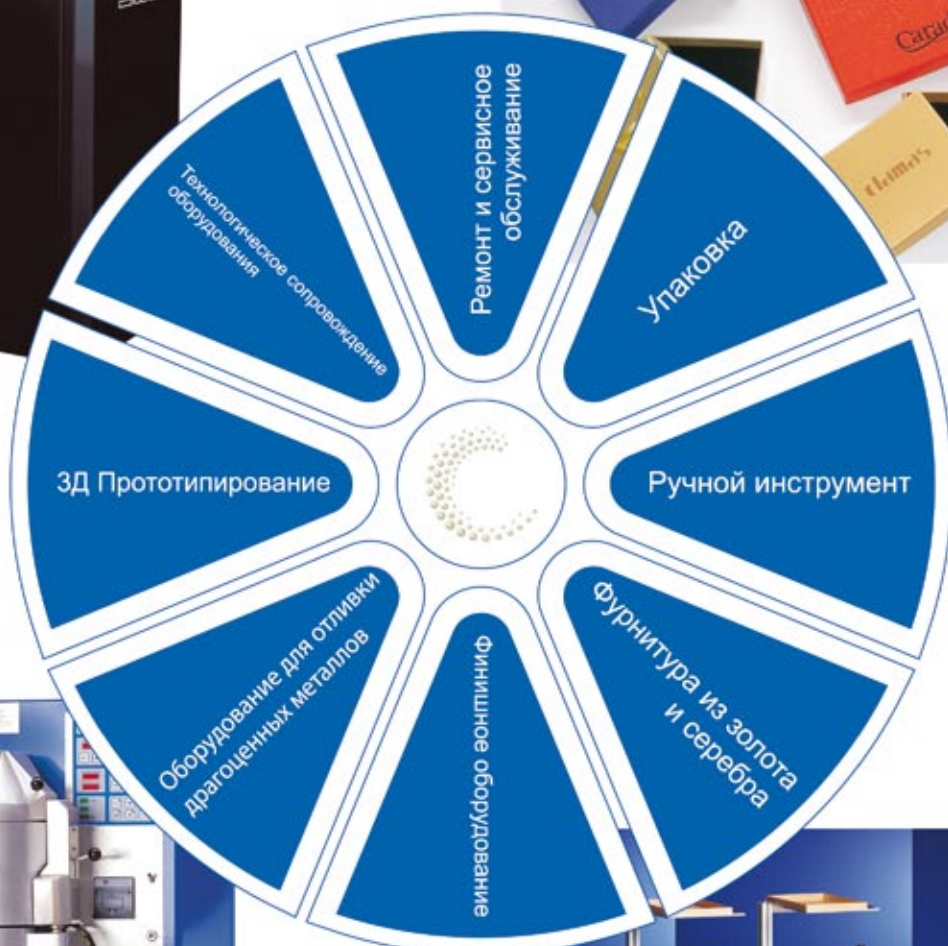 Ремонт и сервисное
обслуживание
Упаковка
Ручной инструмент
Фурнитура из золота
и серебра
Финишное оборудование
Оборудование для отливки
драгоценных металлов
3Д Прототипирование
Технологическое сопровождение
оборудования
damas